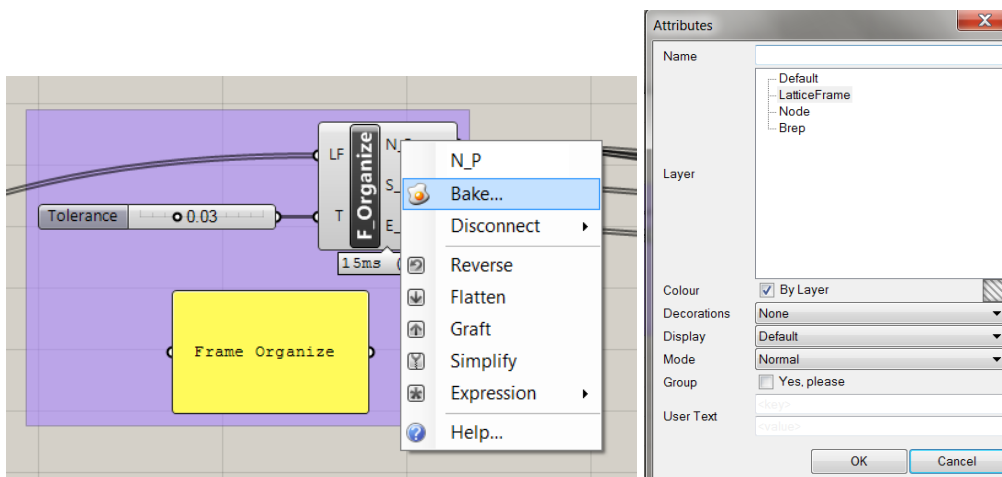 LF
T
F_Organize
N_P
S_
E_
Tolerance
0.03
15ms (
Frame Organize
N_P
Bake...
Disconnect
Reverse
Flatten
Graft
Simplify
Expression
Help...
Attributes
Name
Default
LatticeFrame
Node
Brep
Layer
Colour
By Layer
Decorations
None
Display
Default
Mode
Normal
Group
Yes, please
User Text
<key>
<value>
OK
Cancel